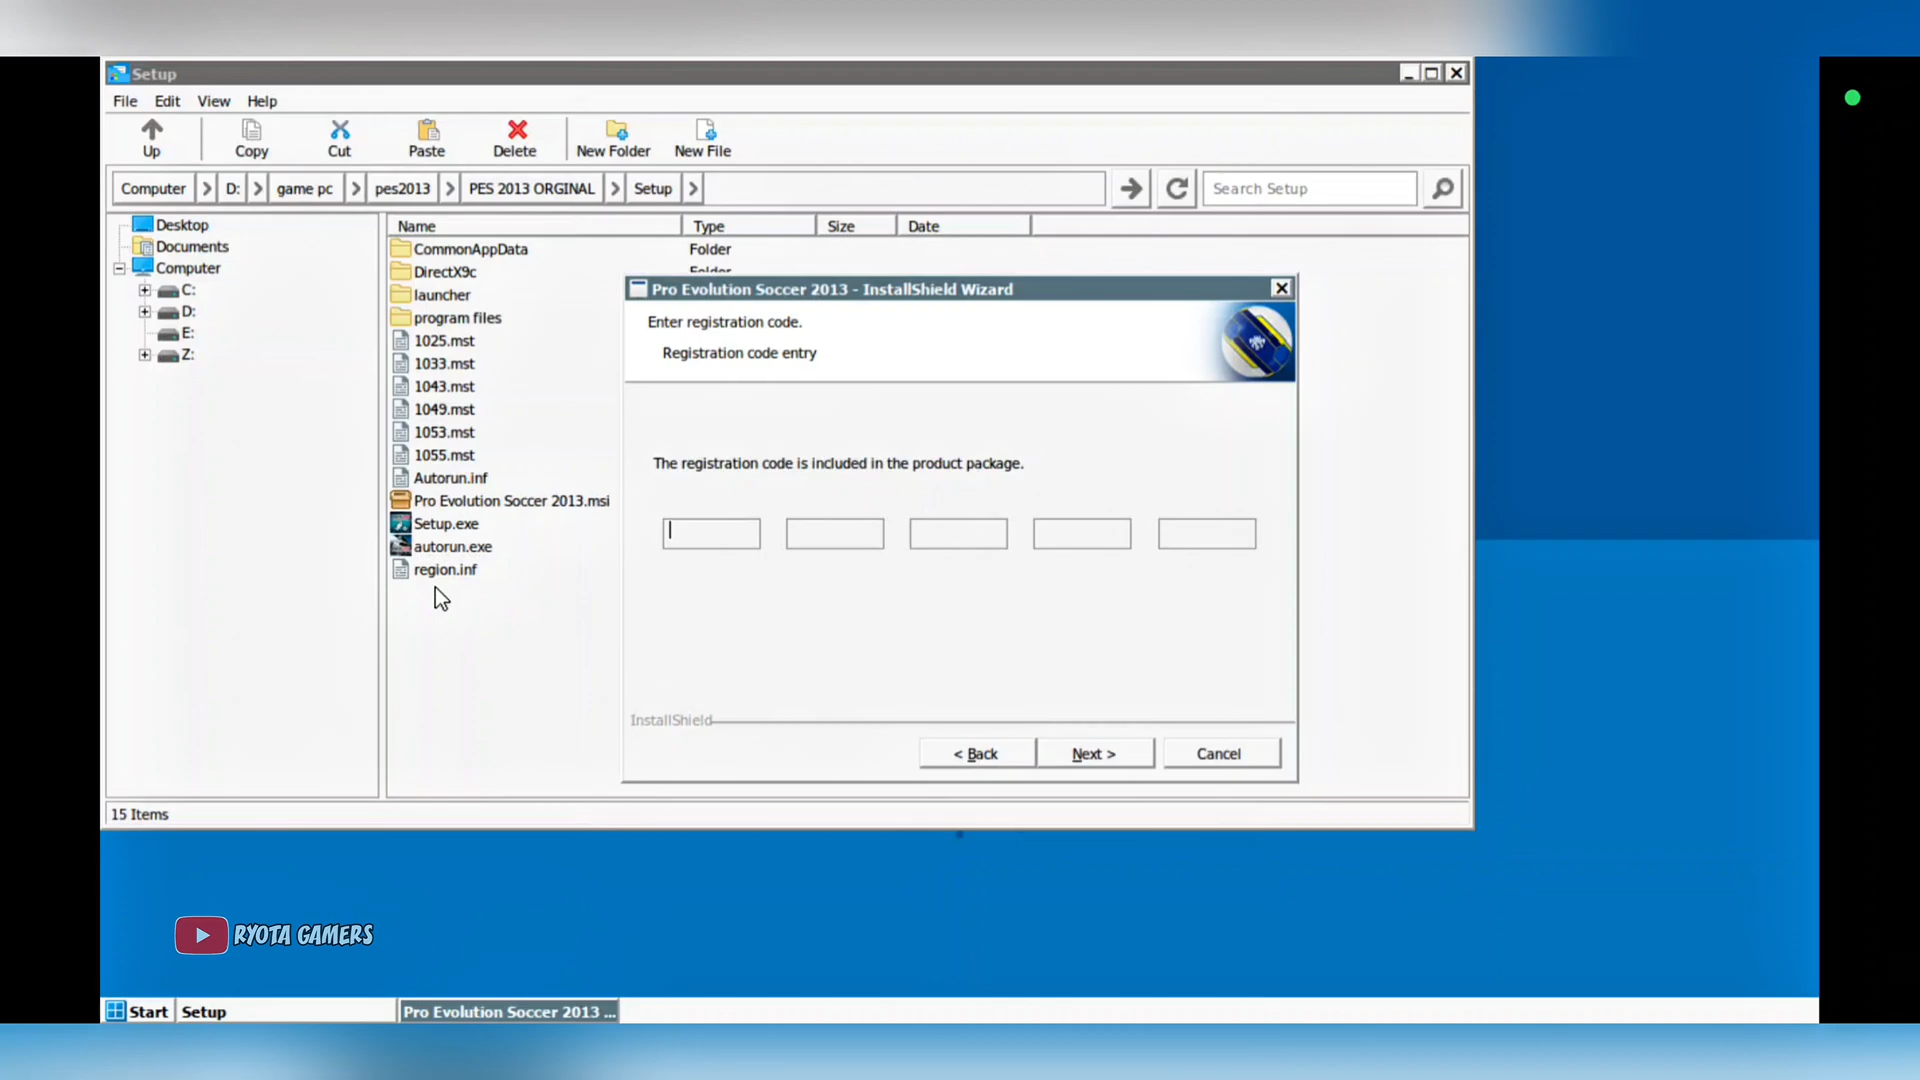 Setup
File Edit View Help
Up Copy Cut Paste Delete New Folder New File
Computer D: game pc pes2013 PES 2013 ORGINAL Setup Search Setup
Desktop
Documents
Computer
C:
D:
E:
Z:
Name Type Size Date
CommonAppData Folder
DirectX9c Folder
launcher
program files
1025.mst
1033.mst
1043.mst
1049.mst
1053.mst
1055.mst
Autorun.inf
Pro Evolution Soccer 2013.msi
Setup.exe
autorun.exe
region.inf
Pro Evolution Soccer 2013 - InstallShield Wizard
Enter registration code.
Registration code entry
The registration code is included in the product package.
InstallShield
< Back Next > Cancel
15 Items
RYOTA GAMERS
Start Setup Pro Evolution Soccer 2013 ...